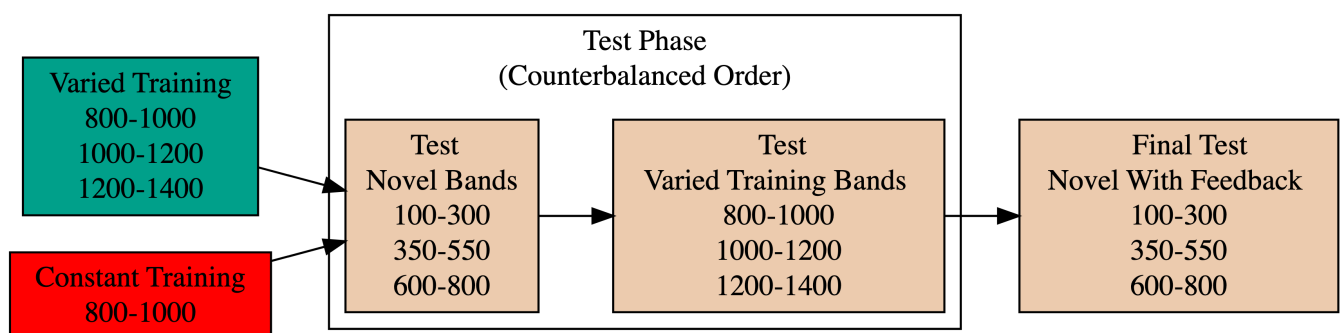 Varied Training
800-1000
1000-1200
1200-1400
Constant Training
800-1000
Test Phase
(Counterbalanced Order)
Test
Novel Bands
100-300
350-550
600-800
Test
Varied Training Bands
800-1000
1000-1200
1200-1400
Final Test
Novel With Feedback
100-300
350-550
600-800